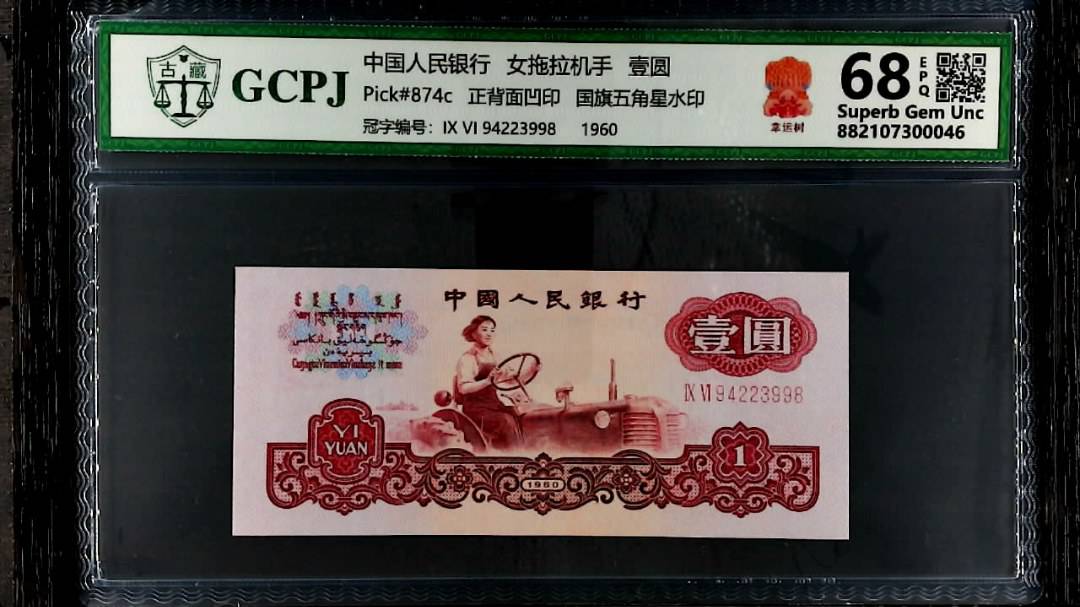 古藏
GCPJ
中国人民银行 女拖拉机手 壹圆
Pick#874c 正背面凹印 国旗五角星水印
冠字编号: IX VI 94223998 1960
幸运树
68 EPQ
Superb Gem Unc
882107300046
中國人民銀行
壹圓
IX VI 94223998
YI
YUAN
1960
1